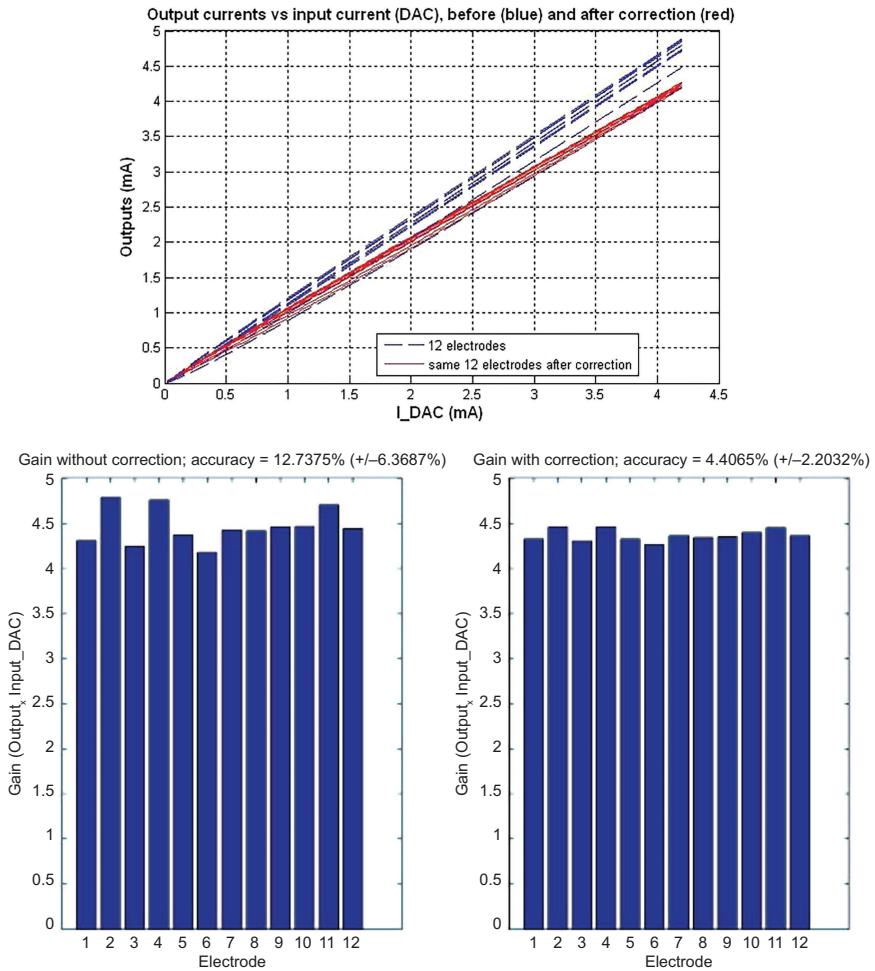 Output currents vs input current (DAC), before (blue) and after correction (red)
5
4.5
4
3.5
3
2.5
2
1.5
1
0.5
0
Outputs (mA)
12 electrodes
same 12 electrodes after correction
0 0.5 1 1.5 2 2.5 3 3.5 4 4.5
I_DAC (mA)
Gain without correction; accuracy = 12.7375% (+/–6.3687%)
5
4.5
4
4.5
3
2.5
2
1.5
1
0.5
0
Gain (Outputx Input_DAC)
1 2 3 4 5 6 7 8 9 10 11 12
Electrode
Gain with correction; accuracy = 4.4065% (+/–2.2032%)
5
4.5
4
4.5
3
2.5
2
1.5
1
0.5
0
Gain (Outputx Input_DAC)
1 2 3 4 5 6 7 8 9 10 11 12
Electrode